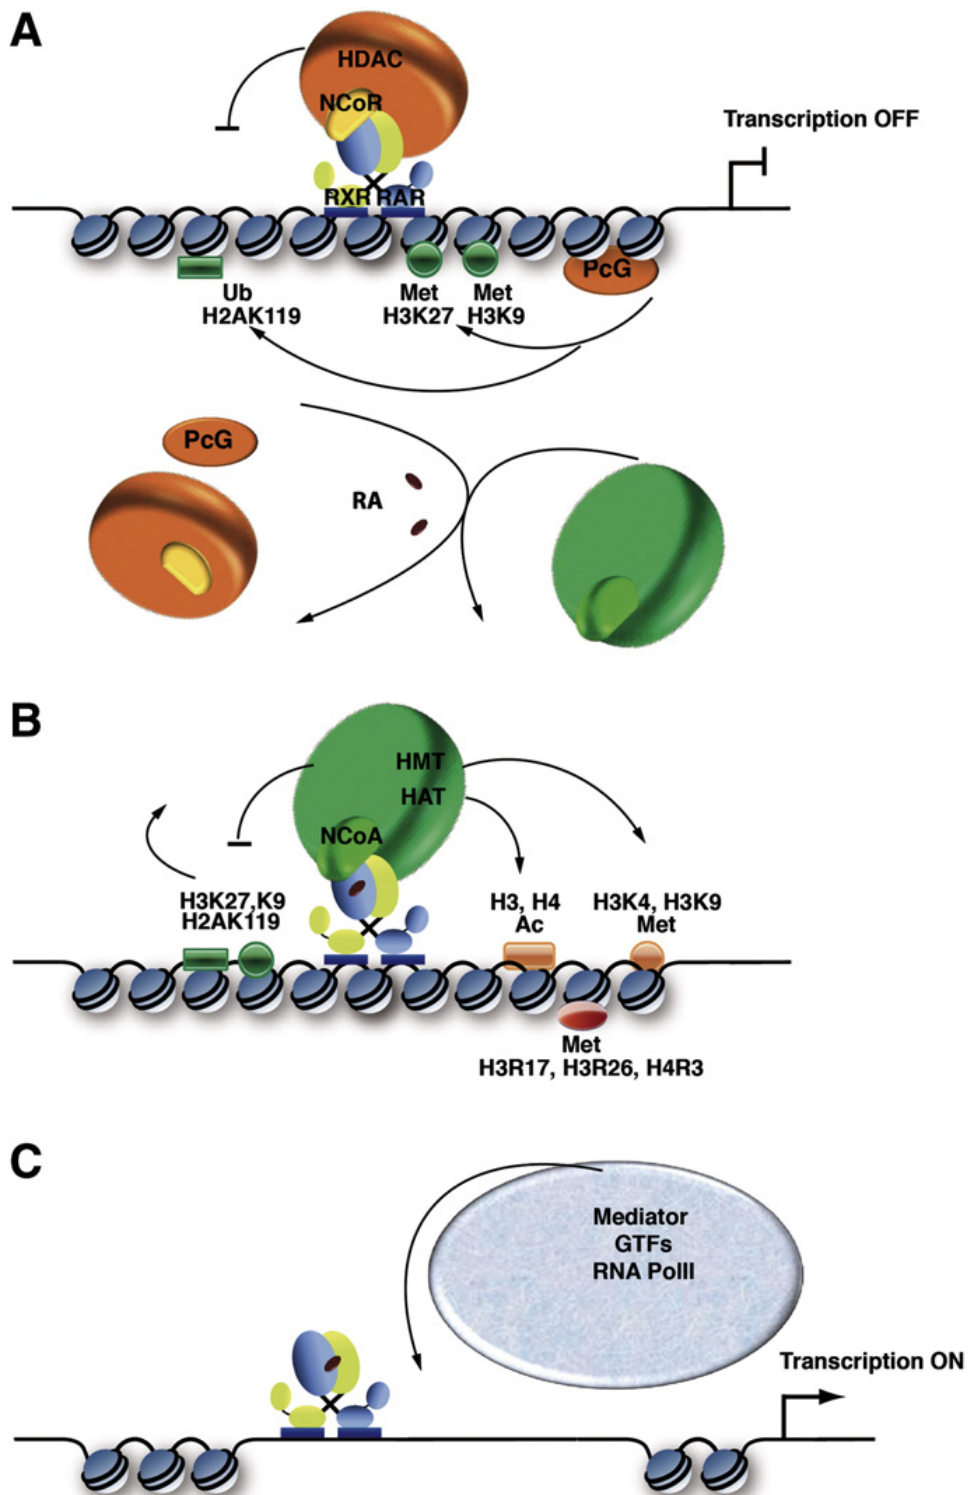 A
HDAC
NCoR
Transcription OFF
RXR RAR
PcG
Ub
H2AK119
Met
H3K27
Met
H3K9
PcG
RA
B
HMT
HAT
NCoA
H3K27,K9
H2AK119
H3, H4
Ac
H3K4, H3K9
Met
Met
H3R17, H3R26, H4R3
C
Mediator
GTFs
RNA PolII
Transcription ON